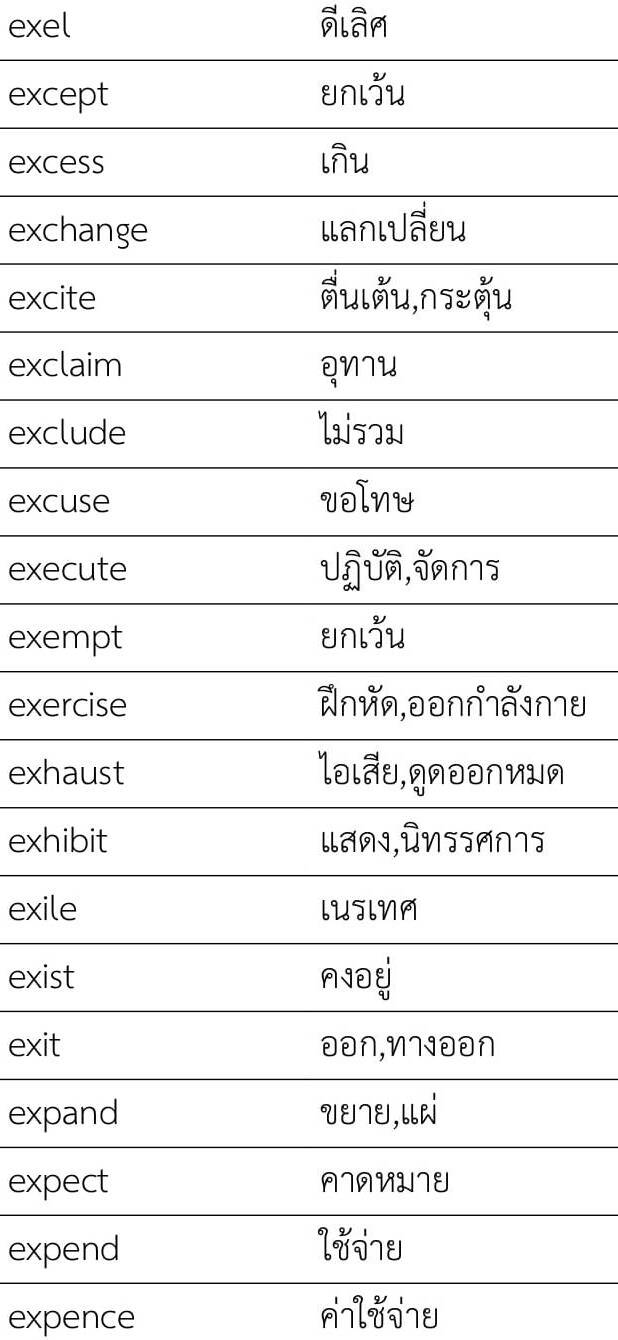 exel ดีเลิศ
except ยกเว้น
excess เกิน
exchange แลกเปลี่ยน
excite ตื่นเต้น,กระตุ้น
exclaim อุทาน
exclude ไม่รวม
excuse ขอโทษ
execute ปฏิบัติ,จัดการ
exempt ยกเว้น
exercise ฝึกหัด,ออกกำลังกาย
exhaust ไอเสีย,ดูดออกหมด
exhibit แสดง,นิทรรศการ
exile เนรเทศ
exist คงอยู่
exit ออก,ทางออก
expand ขยาย,แผ่
expect คาดหมาย
expend ใช้จ่าย
expence ค่าใช้จ่าย